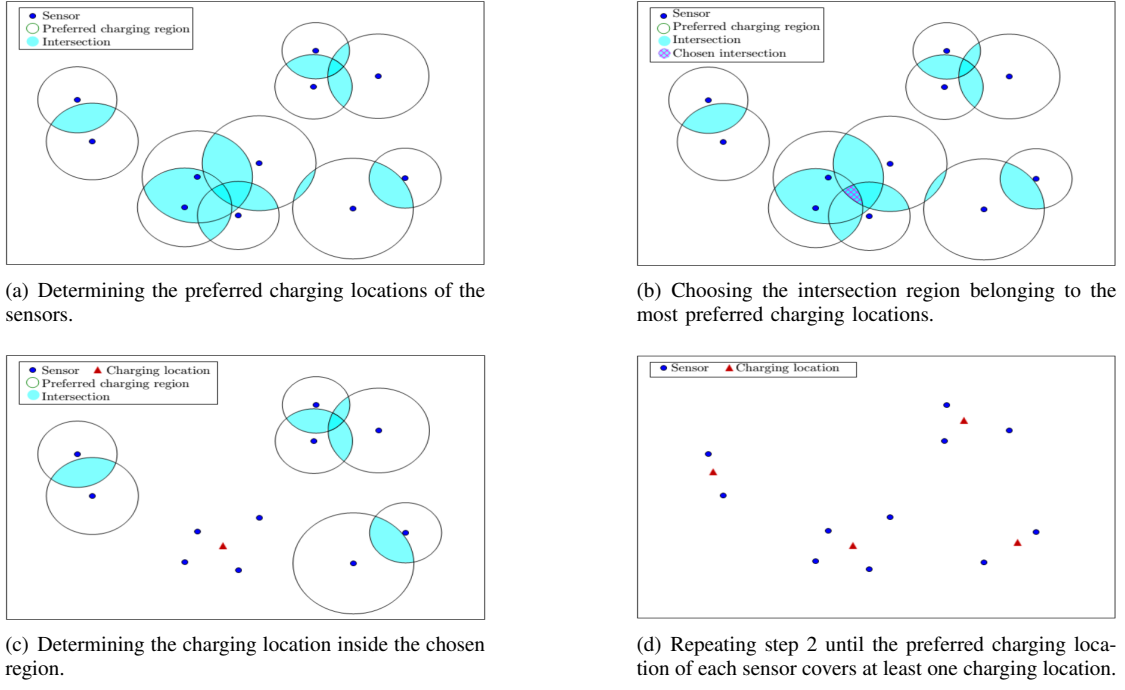 Sensor
Preferred charging region
Intersection
(a) Determining the preferred charging locations of the
sensors.
Sensor
Preferred charging region
Intersection
Chosen intersection
(b) Choosing the intersection region belonging to the
most preferred charging locations.
Sensor Charging location
Preferred charging region
Intersection
(c) Determining the charging location inside the chosen
region.
Sensor Charging location
(d) Repeating step 2 until the preferred charging loca-
tion of each sensor covers at least one charging location.